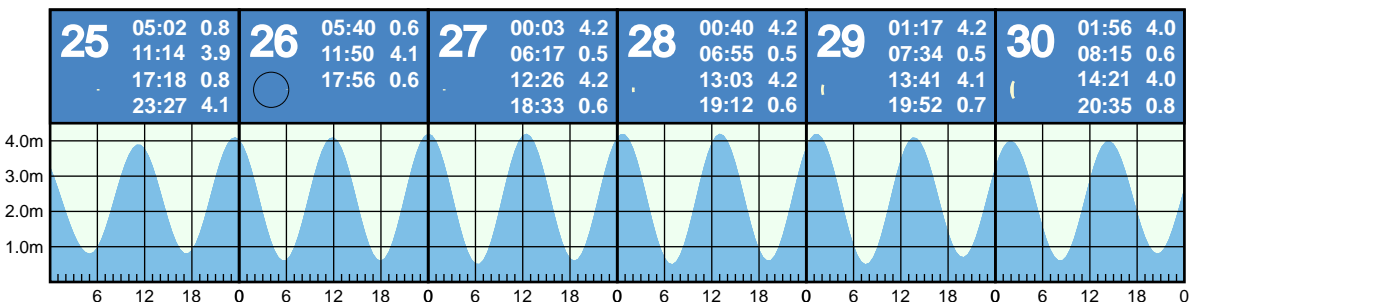 25 05:02 0.8 26 05:40 0.6 27 00:03 4.2 28 00:40 4.2 29 01:17 4.2 30 01:56 4.0
11:14 3.9 11:50 4.1 06:17 0.5 06:55 0.5 07:34 0.5 08:15 0.6
17:18 0.8 17:56 0.6 12:26 4.2 13:03 4.2 13:41 4.1 14:21 4.0
23:27 4.1 18:33 0.6 19:12 0.6 19:52 0.7 20:35 0.8
4.0m
3.0m
2.0m
1.0m
6 12 18 0 6 12 18 0 6 12 18 0 6 12 18 0 6 12 18 0 6 12 18 0